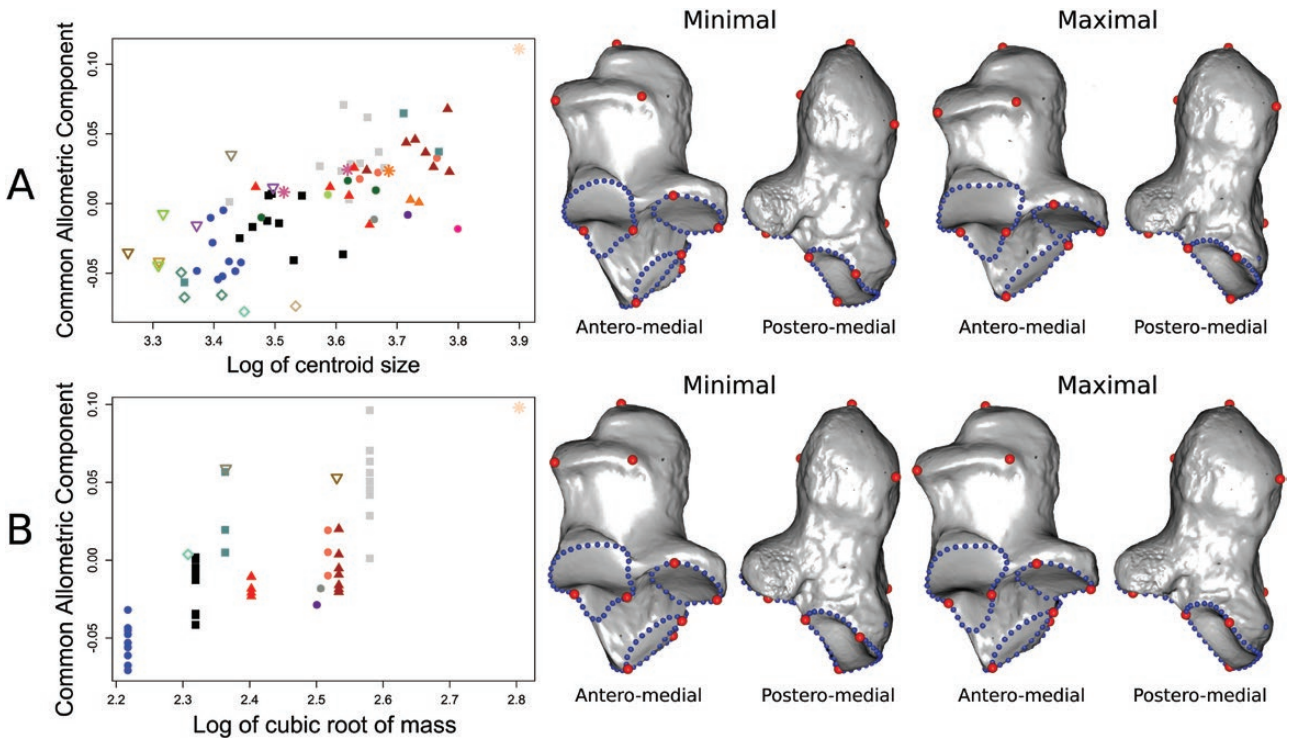 A
Common Allometric Component
0.10
0.05
0.00
-0.05
3.3 3.4 3.5 3.6 3.7 3.8 3.9
Log of centroid size
Minimal Maximal
Antero-medial Postero-medial Antero-medial Postero-medial
B
Common Allometric Component
0.10
0.05
0.00
-0.05
2.2 2.3 2.4 2.5 2.6 2.7 2.8
Log of cubic root of mass
Minimal Maximal
Antero-medial Postero-medial Antero-medial Postero-medial